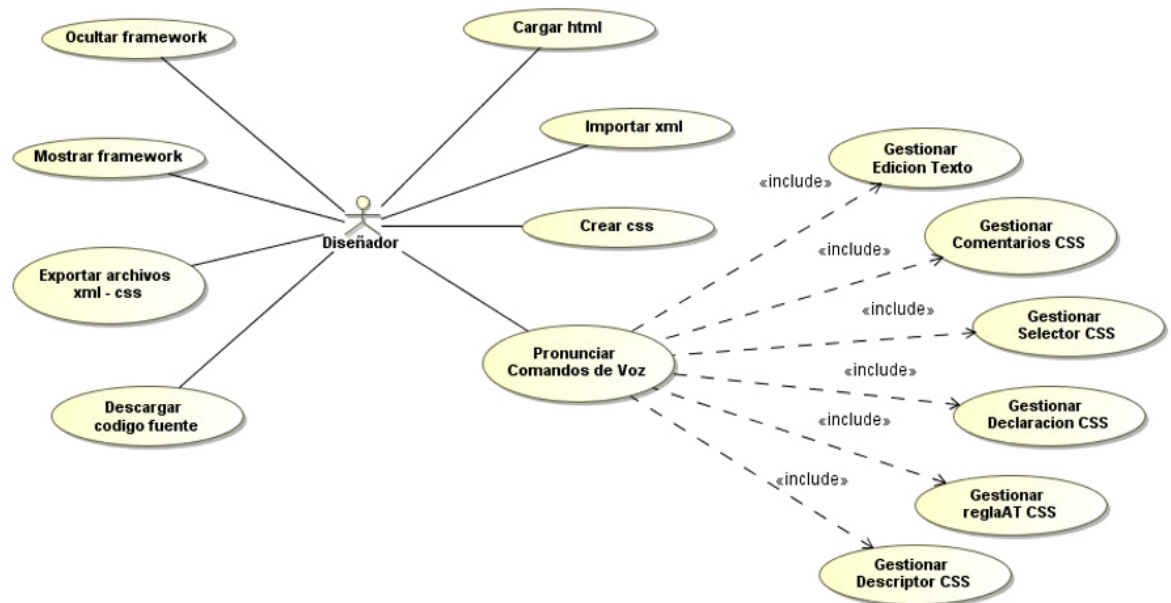 Ocultar framework
Cargar html
Importar xml
Mostrar framework
Diseñador
Crear css
Exportar archivos
xml - css
Descargar
codigo fuente
Pronunciar
Comandos de Voz
«include»
Gestionar
Edicion Texto
«include»
Gestionar
Comentarios CSS
«include»
Gestionar
Selector CSS
«include»
Gestionar
Declaracion CSS
«include»
Gestionar
reglaAT CSS
«include»
Gestionar
Descriptor CSS